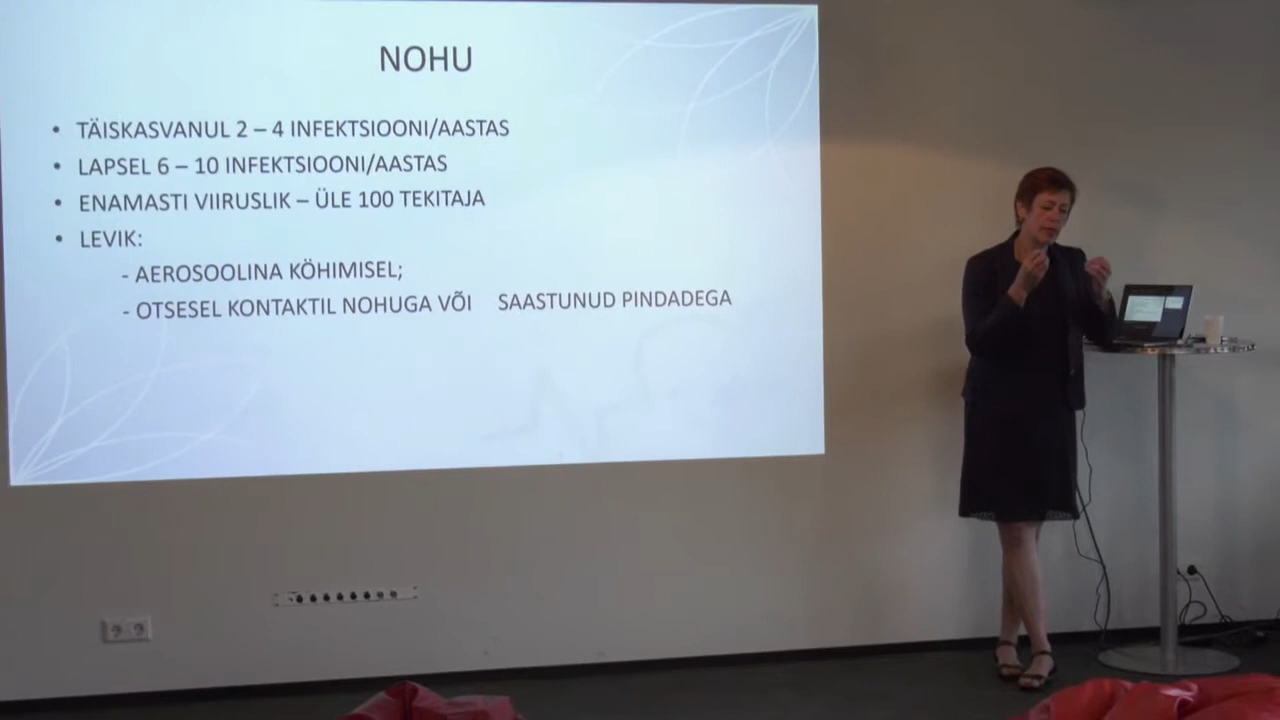 NOHU
• TÄISKASVANUL 2 – 4 INFEKTSIOONI/AASTAS
• LAPSEL 6 – 10 INFEKTSIOONI/AASTAS
• ENAMASTI VIIRUSLIK – ÜLE 100 TEKITAJA
• LEVIK:
- AEROSOOLINA KÖHIMISEL;
- OTSESEL KONTAKTIL NOHUGA VÕI SAASTUNUD PINDADEGA